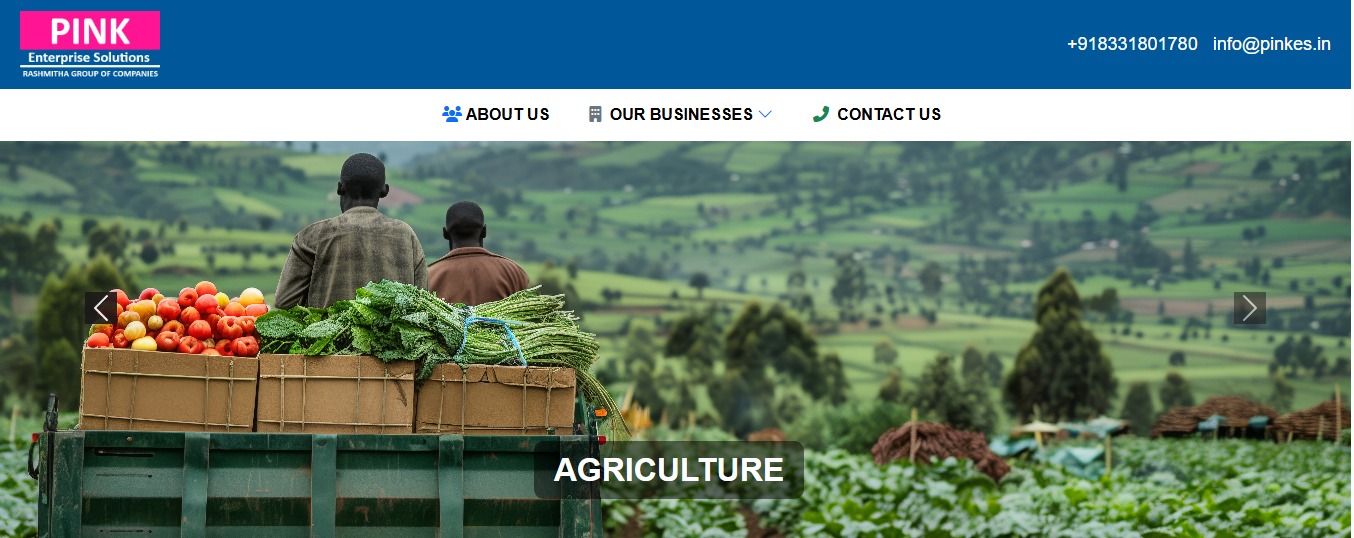 PINK
Enterprise Solutions
RASHMITHA GROUP OF COMPANIES
+918331801780 info@pinkes.in
ABOUT US OUR BUSINESSES CONTACT US
AGRICULTURE